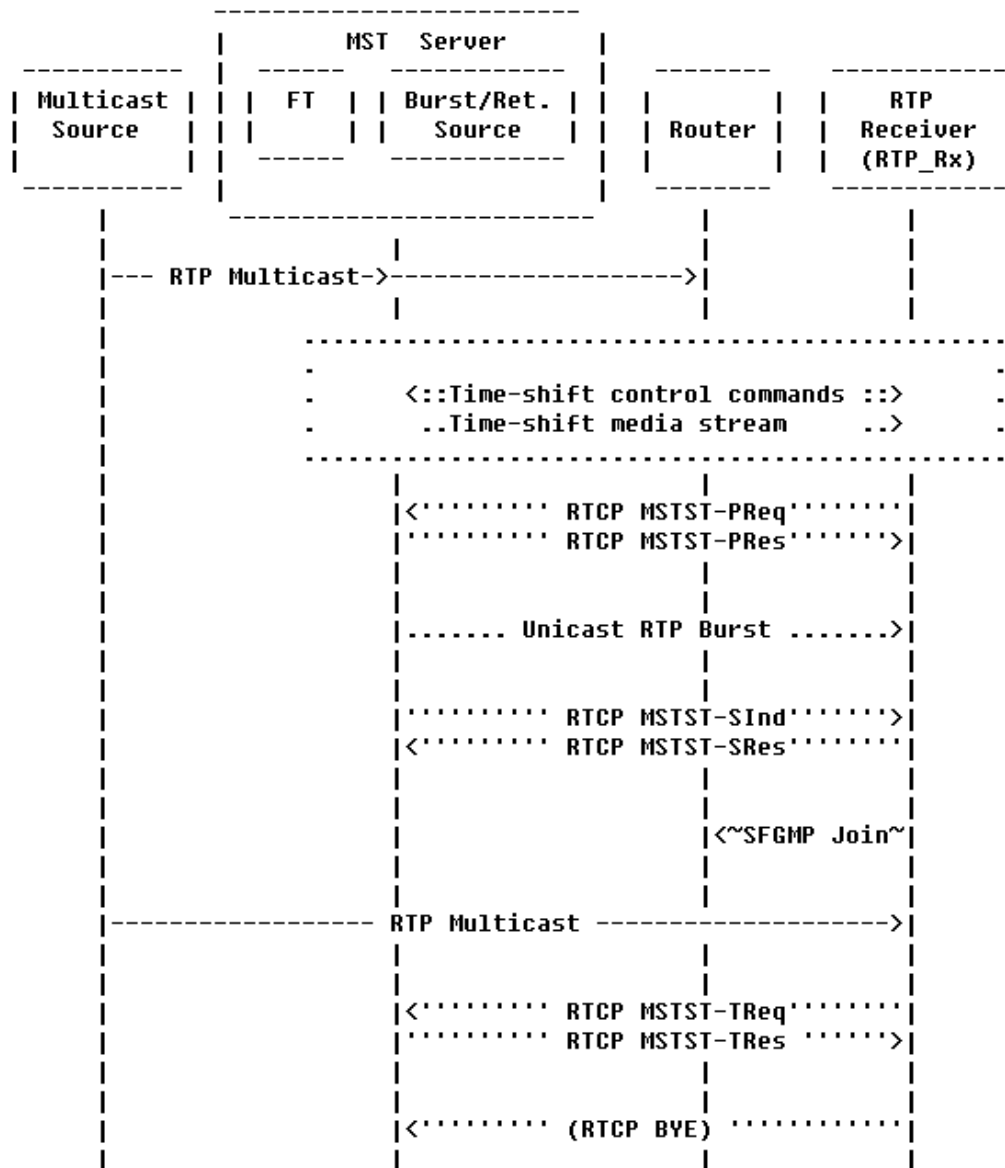 MST Server
Multicast FT Burst/Ret. RTP
Source Source Router Receiver
(RTP_Rx)
RTP Multicast
<::Time-shift control commands ::>
..Time-shift media stream ..>
RTCP MSTST-PReq
RTCP MSTST-PRes
Unicast RTP Burst
RTCP MSTST-SInd
RTCP MSTST-SRes
<~SFGMP Join~
RTP Multicast
RTCP MSTST-TReq
RTCP MSTST-TRes
(RTCP BYE)